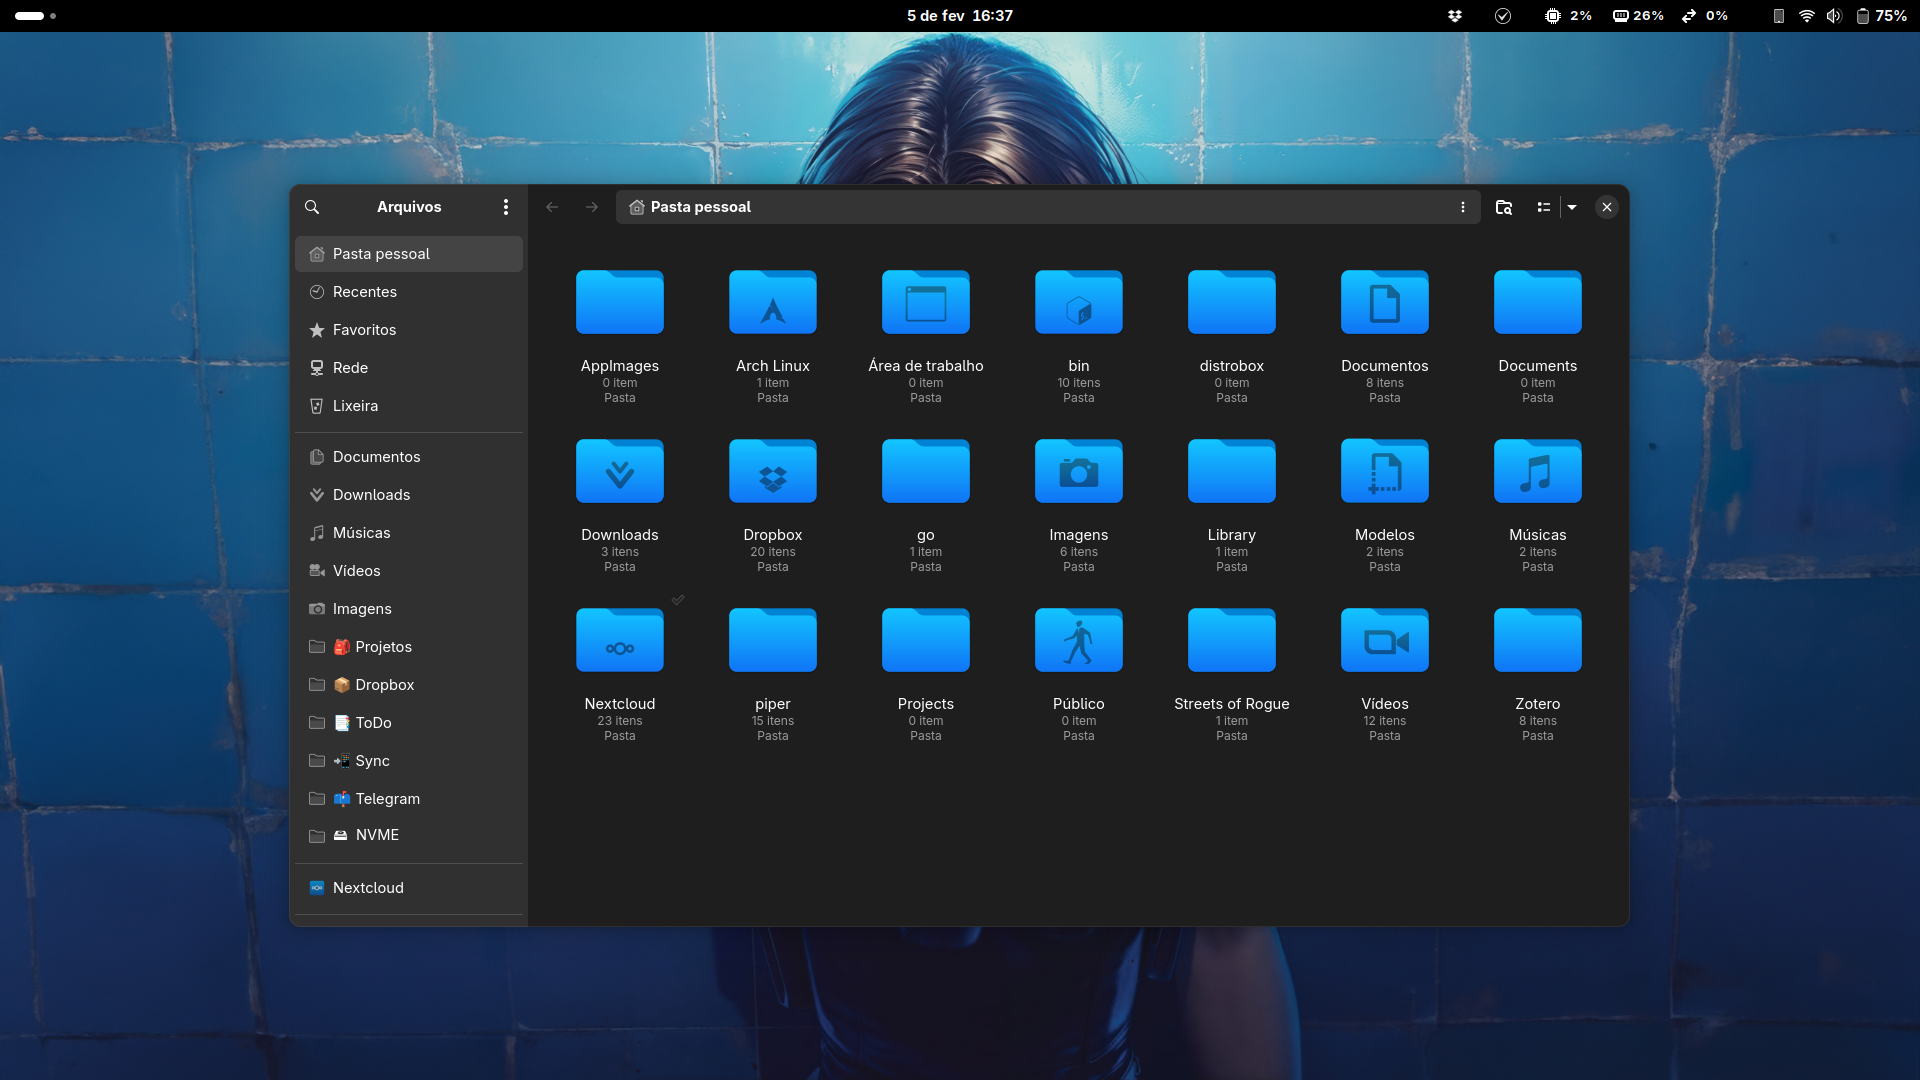 5 de fev 16:37
2%
26%
0%
75%
Arquivos
Pasta pessoal
Pasta pessoal
Recentes
Favoritos
Rede
Lixeira
Documentos
Downloads
Músicas
Vídeos
Imagens
Projetos
Dropbox
ToDo
Sync
Telegram
NVME
Nextcloud
AppImages
0 item
Pasta
Arch Linux
1 item
Pasta
Área de trabalho
0 item
Pasta
bin
10 itens
Pasta
distrobox
0 item
Pasta
Documentos
8 itens
Pasta
Documents
0 item
Pasta
Downloads
3 itens
Pasta
Dropbox
20 itens
Pasta
go
1 item
Pasta
Imagens
6 itens
Pasta
Library
1 item
Pasta
Modelos
2 itens
Pasta
Músicas
2 itens
Pasta
Nextcloud
23 itens
Pasta
piper
15 itens
Pasta
Projects
0 item
Pasta
Público
0 item
Pasta
Streets of Rogue
1 item
Pasta
Vídeos
12 itens
Pasta
Zotero
8 itens
Pasta